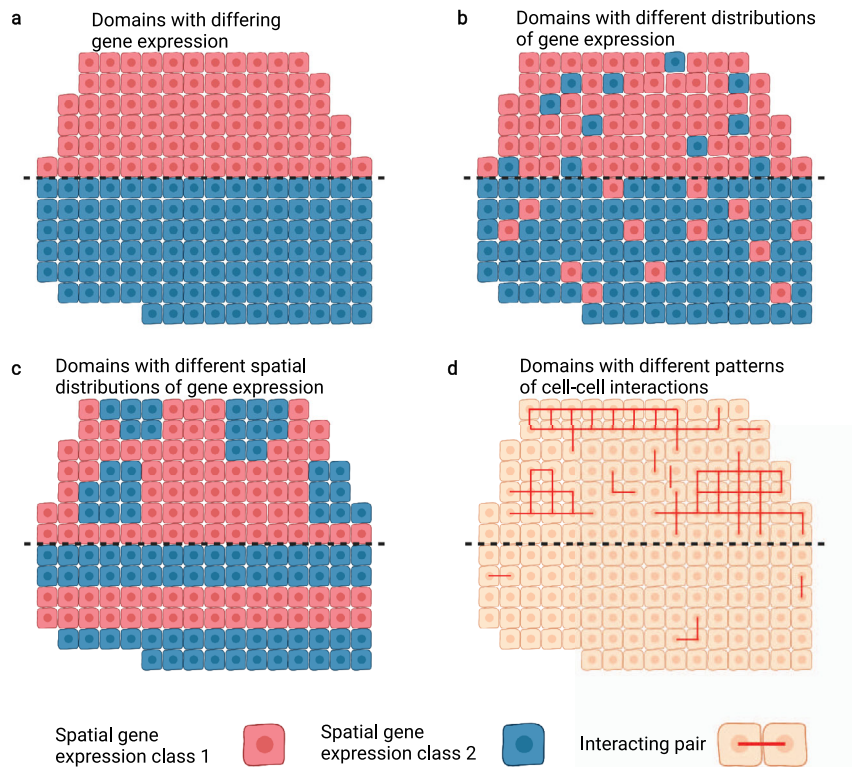 a
Domains with differing
gene expression
b
Domains with different distributions
of gene expression
c
Domains with different spatial
distributions of gene expression
d
Domains with different patterns
of cell-cell interactions
Spatial gene
expression class 1
Spatial gene
expression class 2
Interacting pair